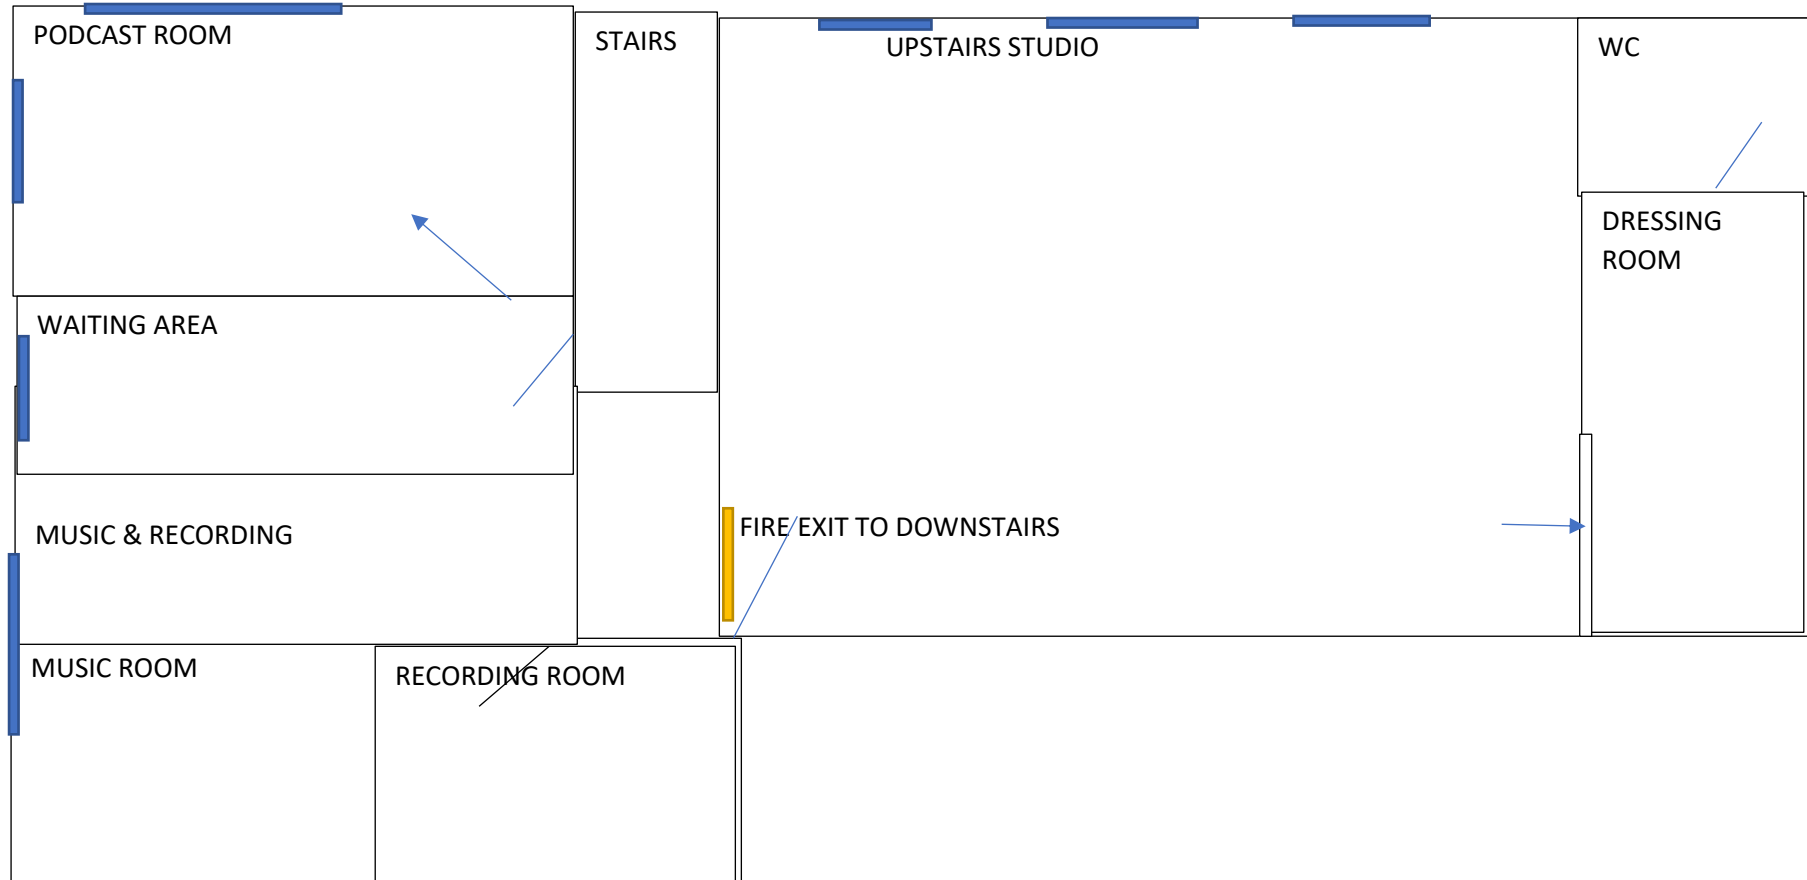 PODCAST ROOM
STAIRS
UPSTAIRS STUDIO
WC
DRESSING
ROOM
WAITING AREA
MUSIC & RECORDING
FIRE EXIT TO DOWNSTAIRS
MUSIC ROOM
RECORDING ROOM